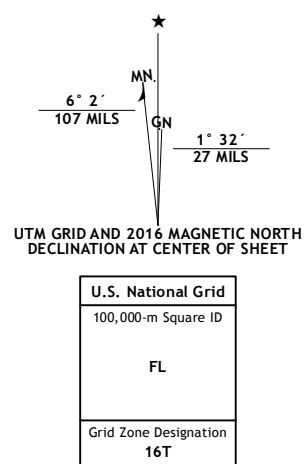 ★
MN.
GN
6° 2´
107 MILS
1° 32´
27 MILS
UTM GRID AND 2016 MAGNETIC NORTH
DECLINATION AT CENTER OF SHEET
U.S. National Grid
100,000-m Square ID
FL
Grid Zone Designation
16T